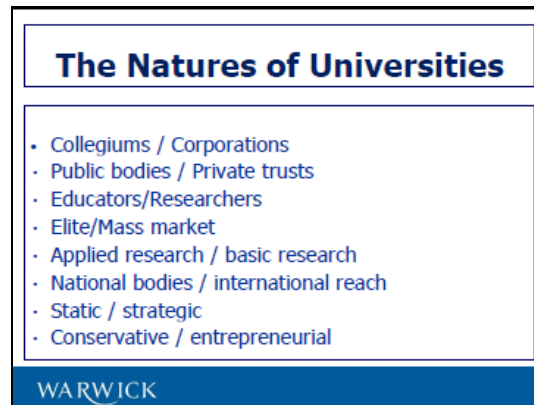 The Natures of Universities
• Collegiums / Corporations
· Public bodies / Private trusts
· Educators/Researchers
· Elite/Mass market
· Applied research / basic research
· National bodies / international reach
· Static / strategic
· Conservative / entrepreneurial
WARWICK